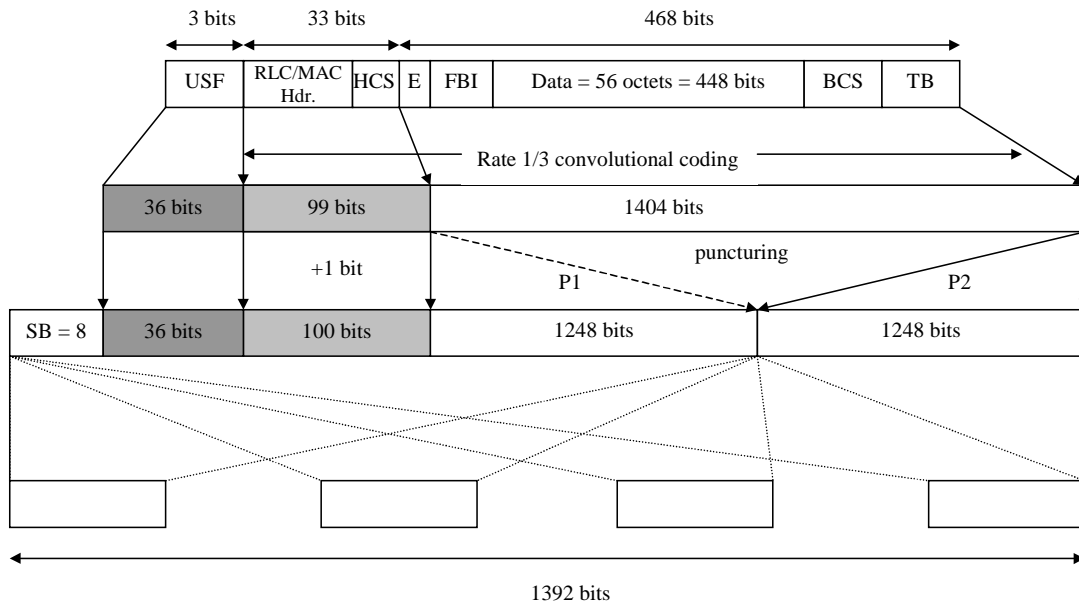 3 bits 33 bits 468 bits
USF RLC/MAC Hdr. HCS E FBI Data = 56 octets = 448 bits BCS TB
Rate 1/3 convolutional coding
36 bits 99 bits 1404 bits
puncturing
+1 bit P1 P2
SB = 8 36 bits 100 bits 1248 bits 1248 bits
1392 bits